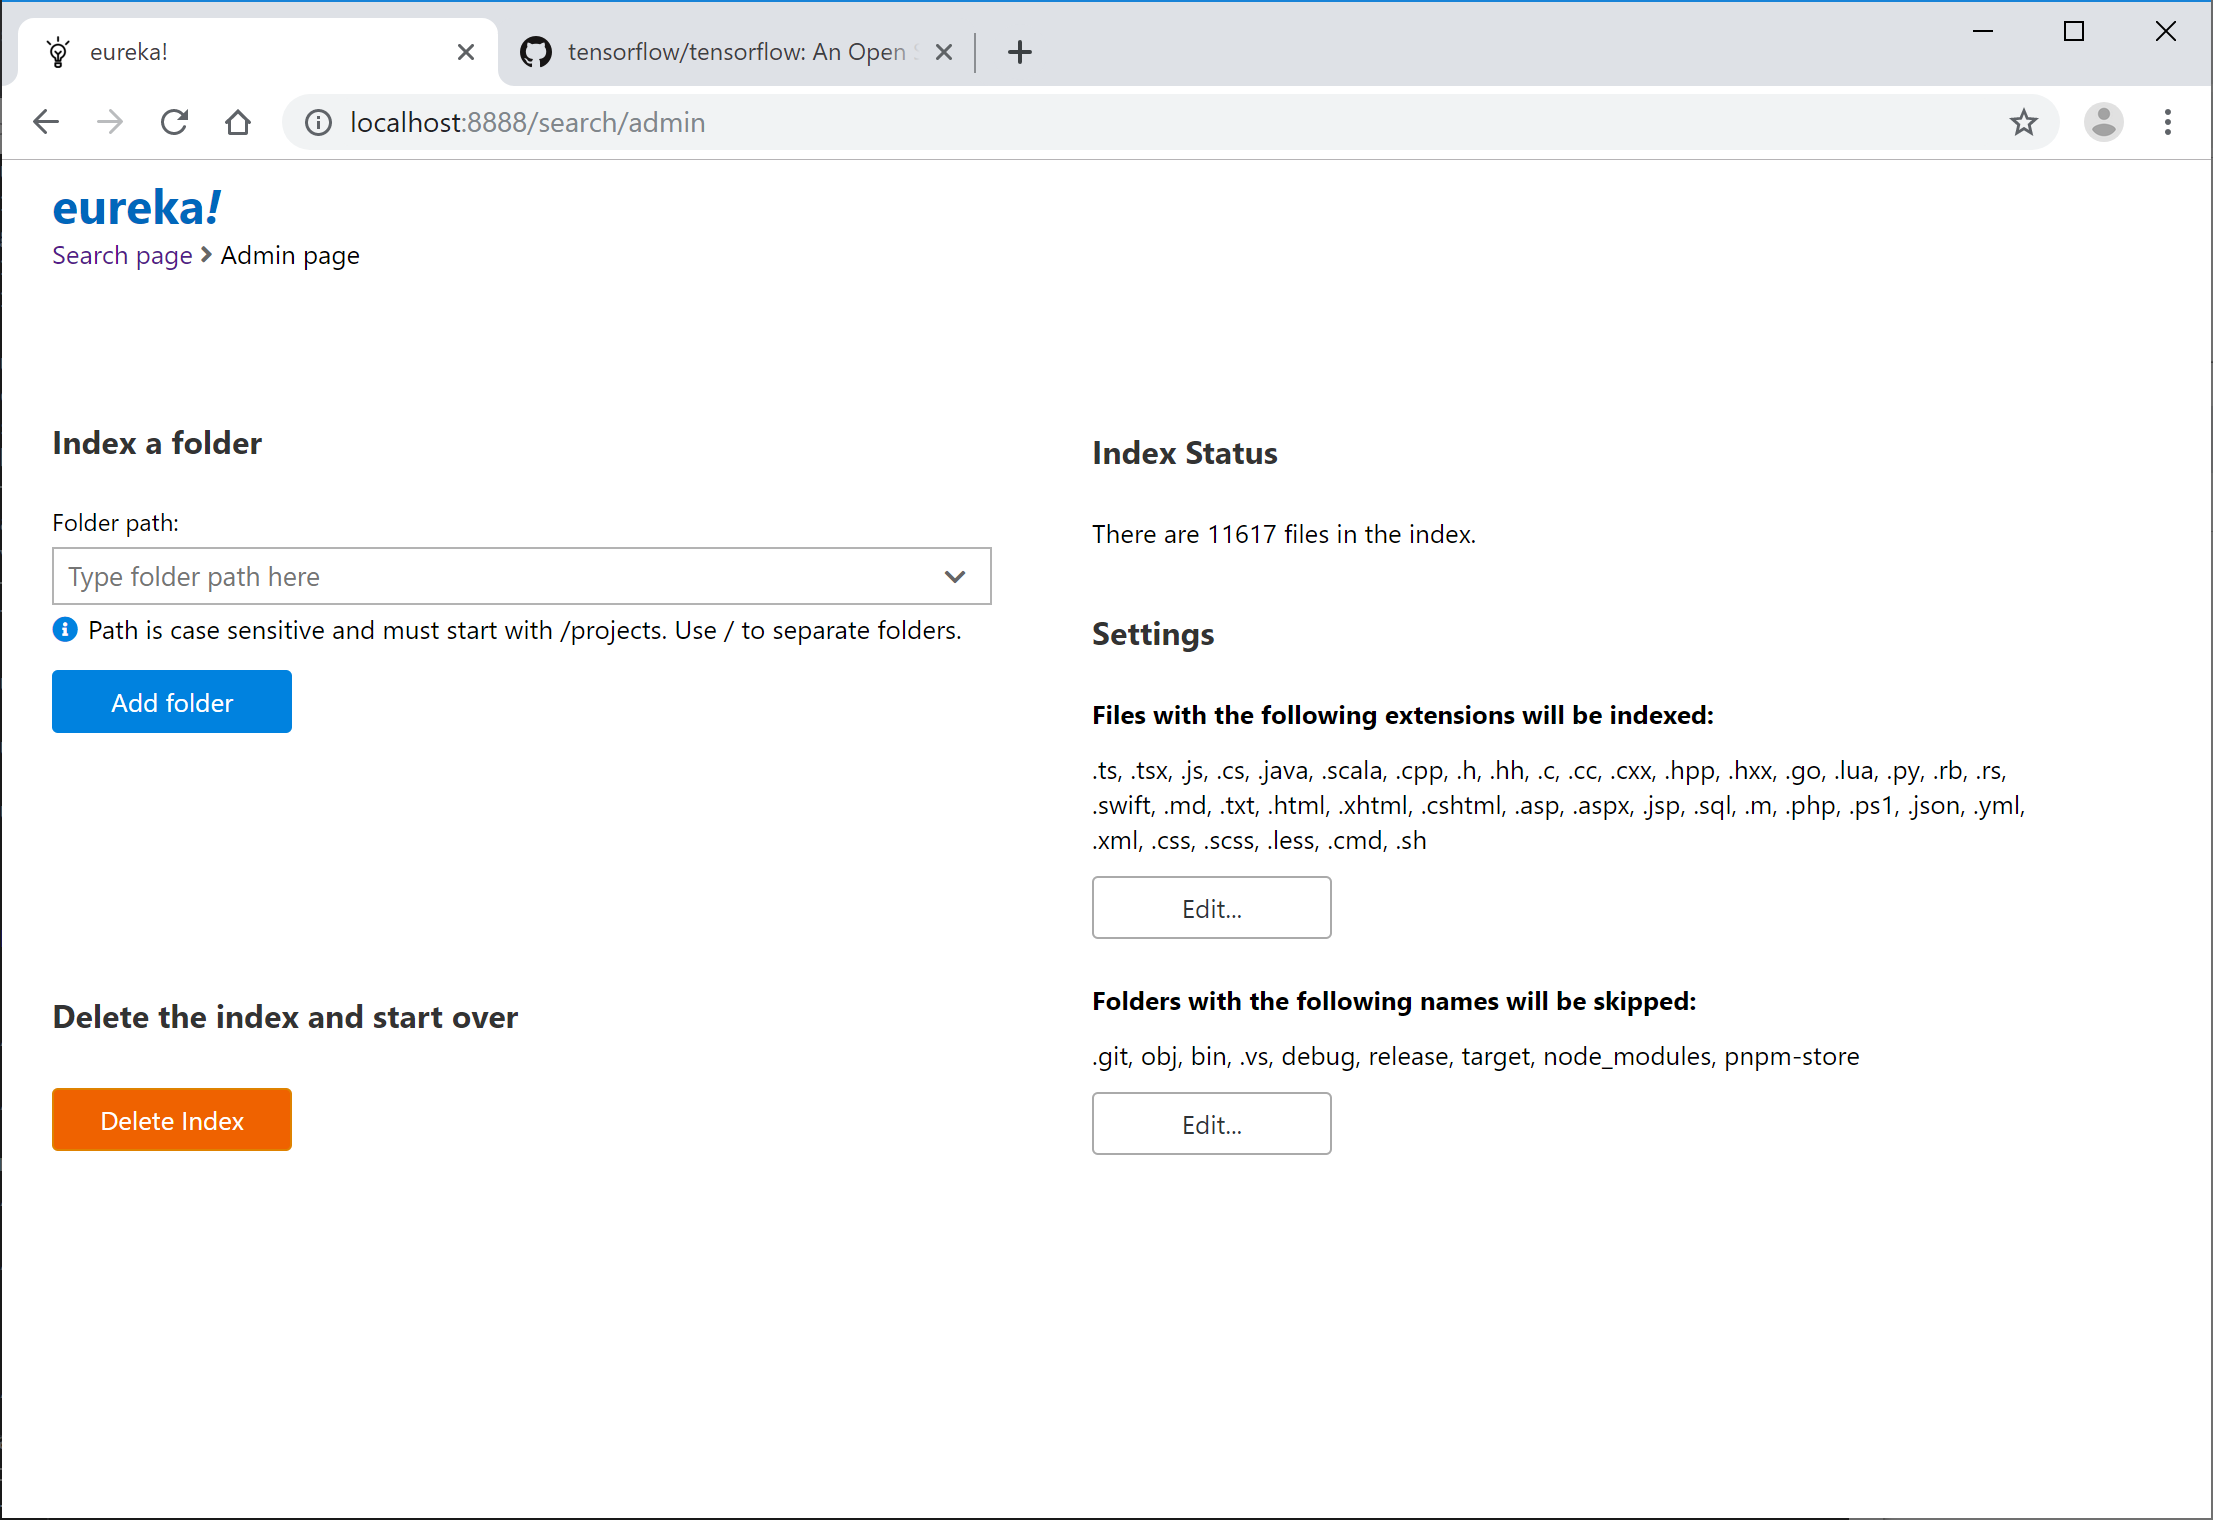 eureka!
tensorflow/tensorflow: An Open
localhost:8888/search/admin
eureka!
Search page > Admin page
Index a folder
Folder path:
Type folder path here
Path is case sensitive and must start with /projects. Use / to separate folders.
Add folder
Delete the index and start over
Delete Index
Index Status
There are 11617 files in the index.
Settings
Files with the following extensions will be indexed:
.ts, .tsx, .js, .cs, .java, .scala, .cpp, .h, .hh, .c, .cc, .cxx, .hpp, .hxx, .go, .lua, .py, .rb, .rs,
.swift, .md, .txt, .html, .xhtml, .cshtml, .asp, .aspx, .jsp, .sql, .m, .php, .ps1, .json, .yml,
.xml, .css, .scss, .less, .cmd, .sh
Edit...
Folders with the following names will be skipped:
.git, obj, bin, .vs, debug, release, target, node_modules, pnpm-store
Edit...